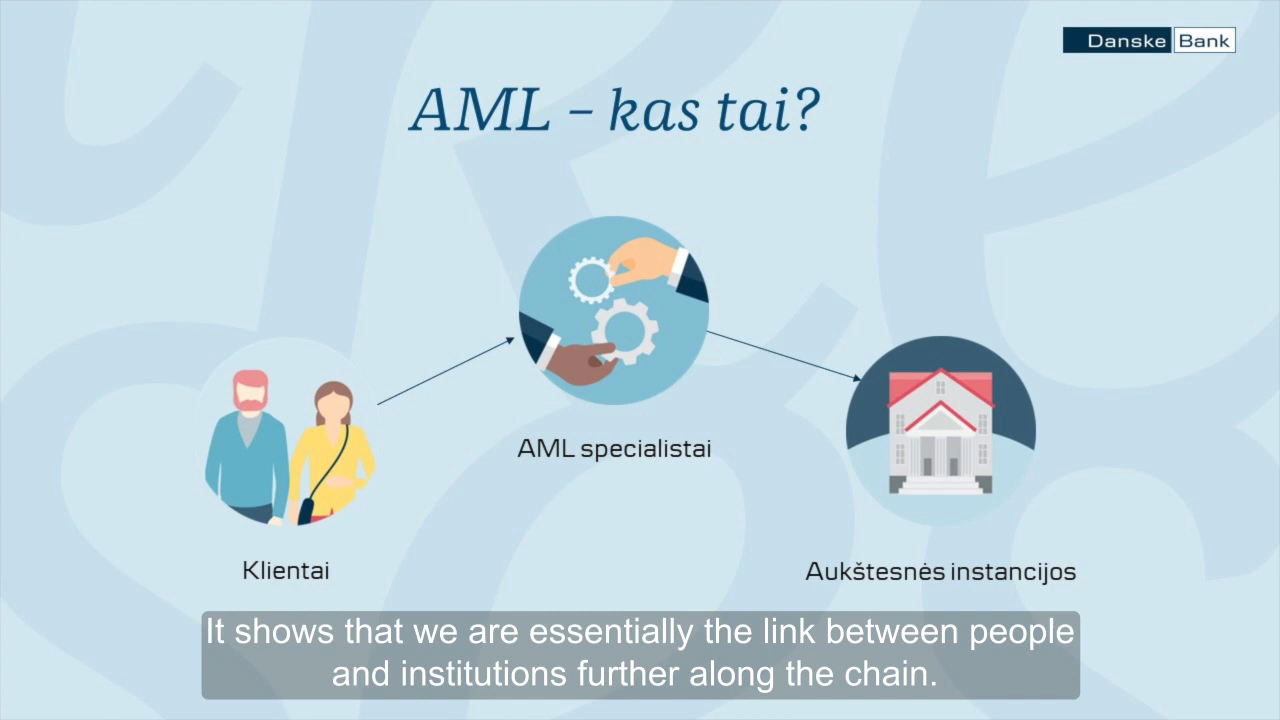 Danske Bank
AML – kas tai?
AML specialistai
Klientai
Aukštesnės instancijos
It shows that we are essentially the link between people
and institutions further along the chain.